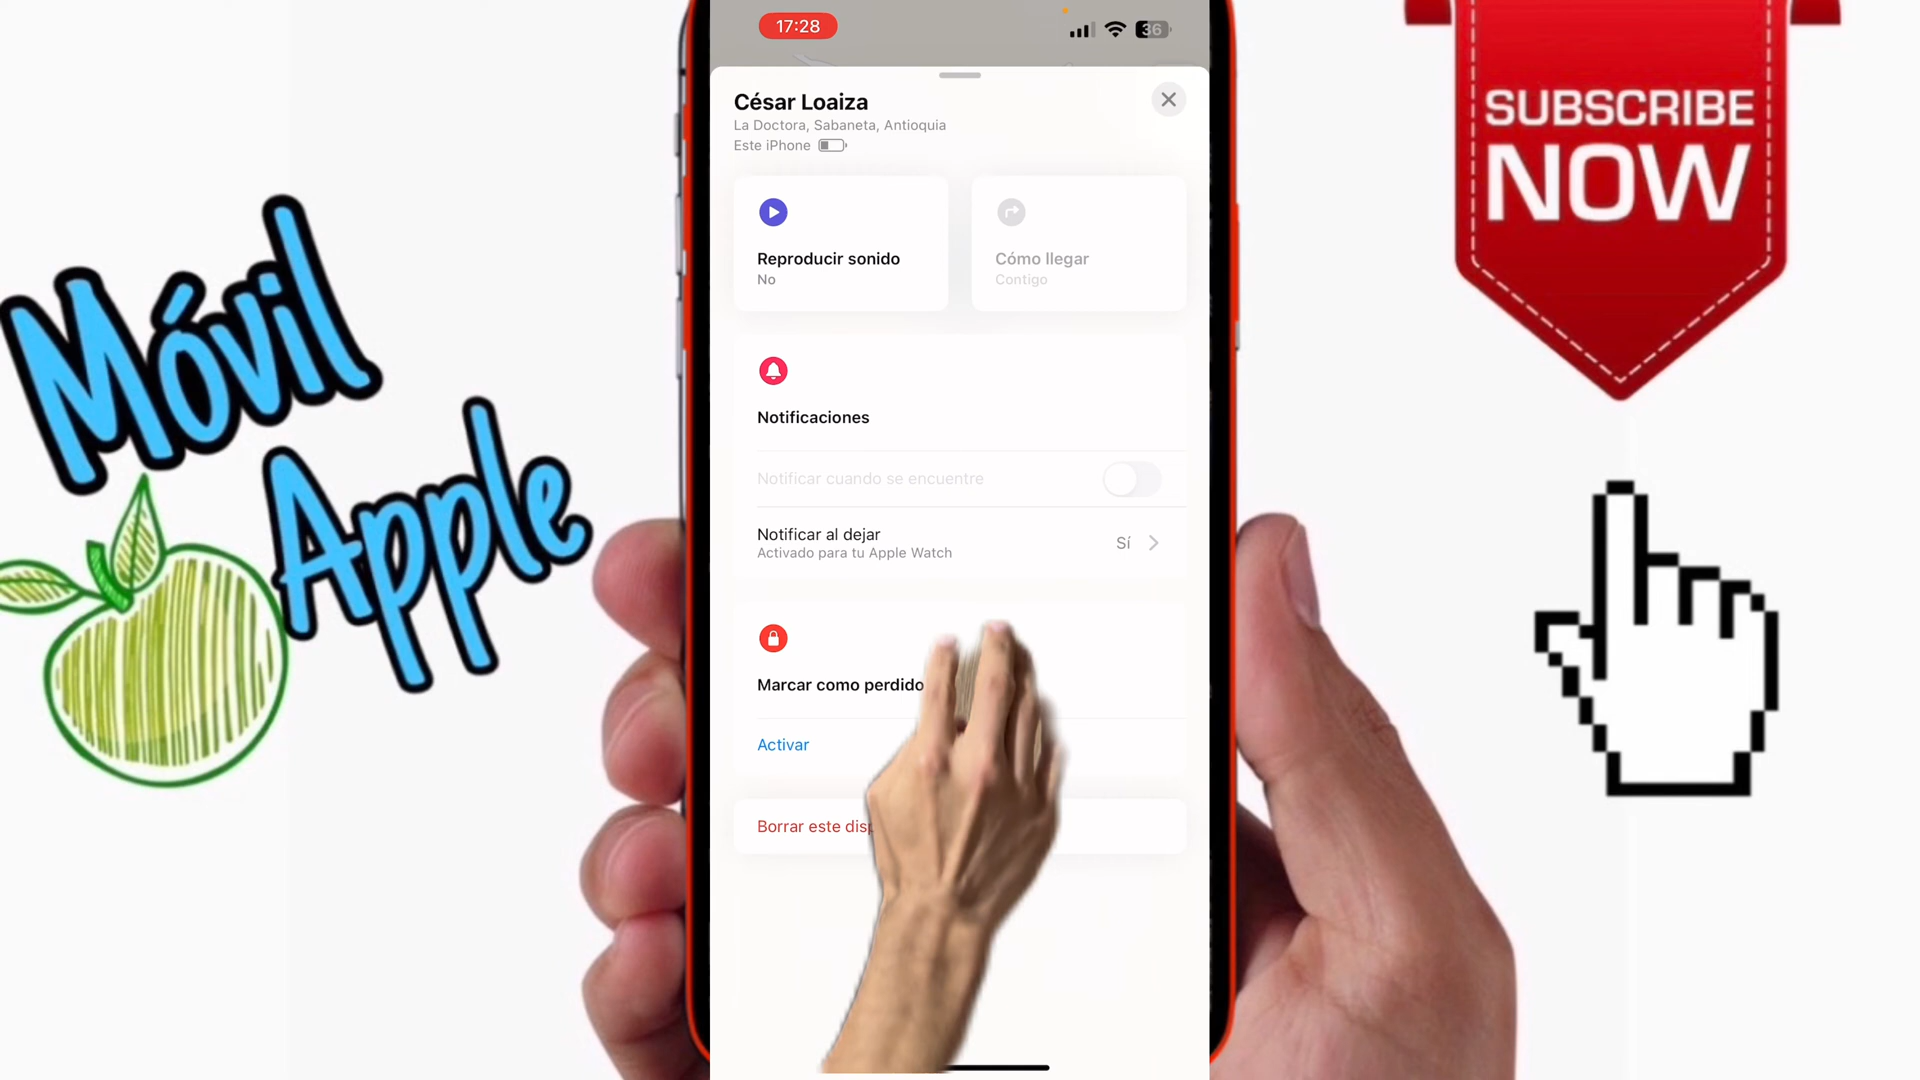 17:28
36
César Loaiza
La Doctora, Sabaneta, Antioquia
Este iPhone
Reproducir sonido
No
Cómo llegar
Contigo
Notificaciones
Notificar cuando se encuentre
Notificar al dejar
Activado para tu Apple Watch
Sí
Marcar como perdido
Activar
Borrar este
Móvil
Apple
SUBSCRIBE
NOW